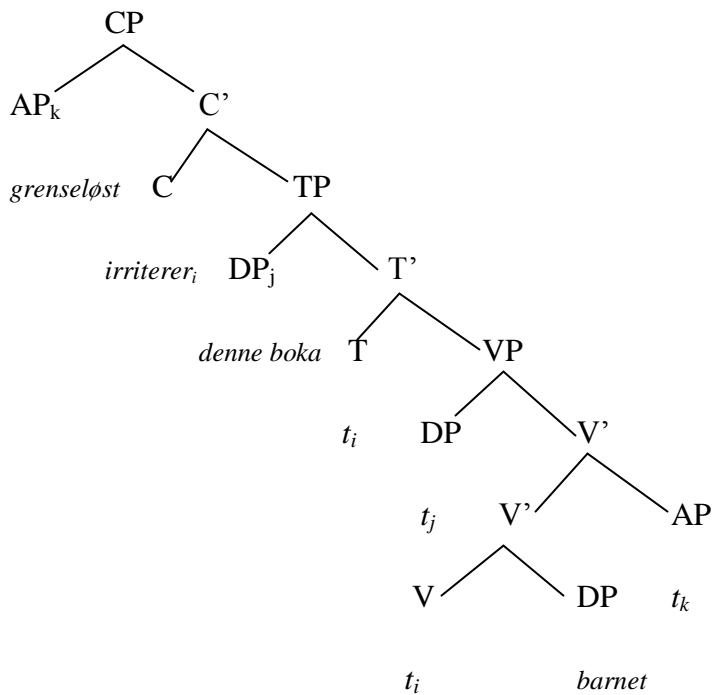 CP
APₖ C’
grenseløst C TP
irritererᵢ DPⱼ T’
denne boka T VP
tᵢ DP V’
tⱼ V’ AP
V DP tₖ
tᵢ barnet